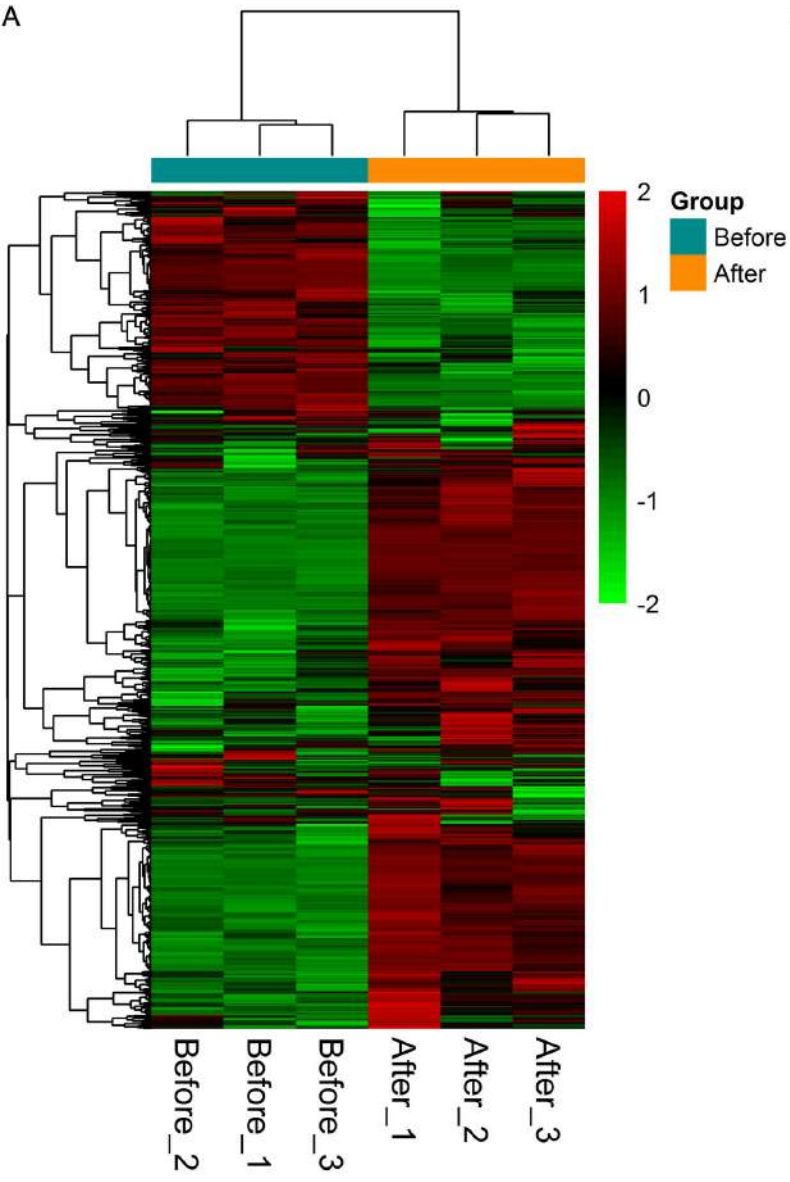 A
2
1
0
-1
-2
Group
Before
After
Before_2
Before_1
Before_3
After_1
After_2
After_3